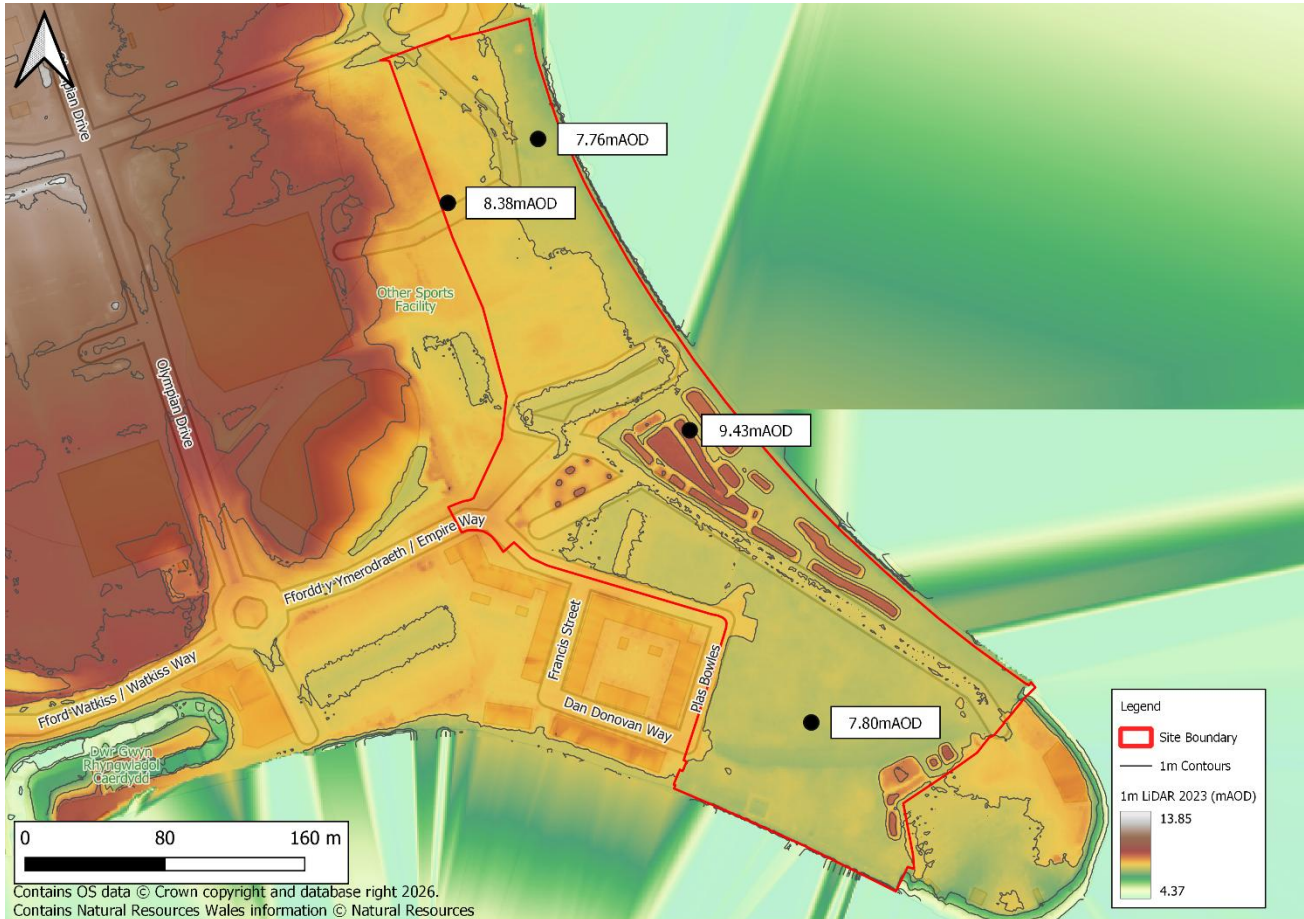 Olympian Drive
7.76mAOD
8.38mAOD
Other Sports
Facility
Olympian Drive
9.43mAOD
Ffordd y Ymerodraeth / Empire Way
Francis Street
Plas Bowles
Dan Donovan Way
7.80mAOD
Fford Watkiss / Watkiss Way
Dwr Gwyn
Rhyngwladol
Caerdydd
Legend
Site Boundary
1m Contours
1m LiDAR 2023 (mAOD)
13.85
4.37
0 80 160 m
Contains OS data © Crown copyright and database right 2026.
Contains Natural Resources Wales information © Natural Resources